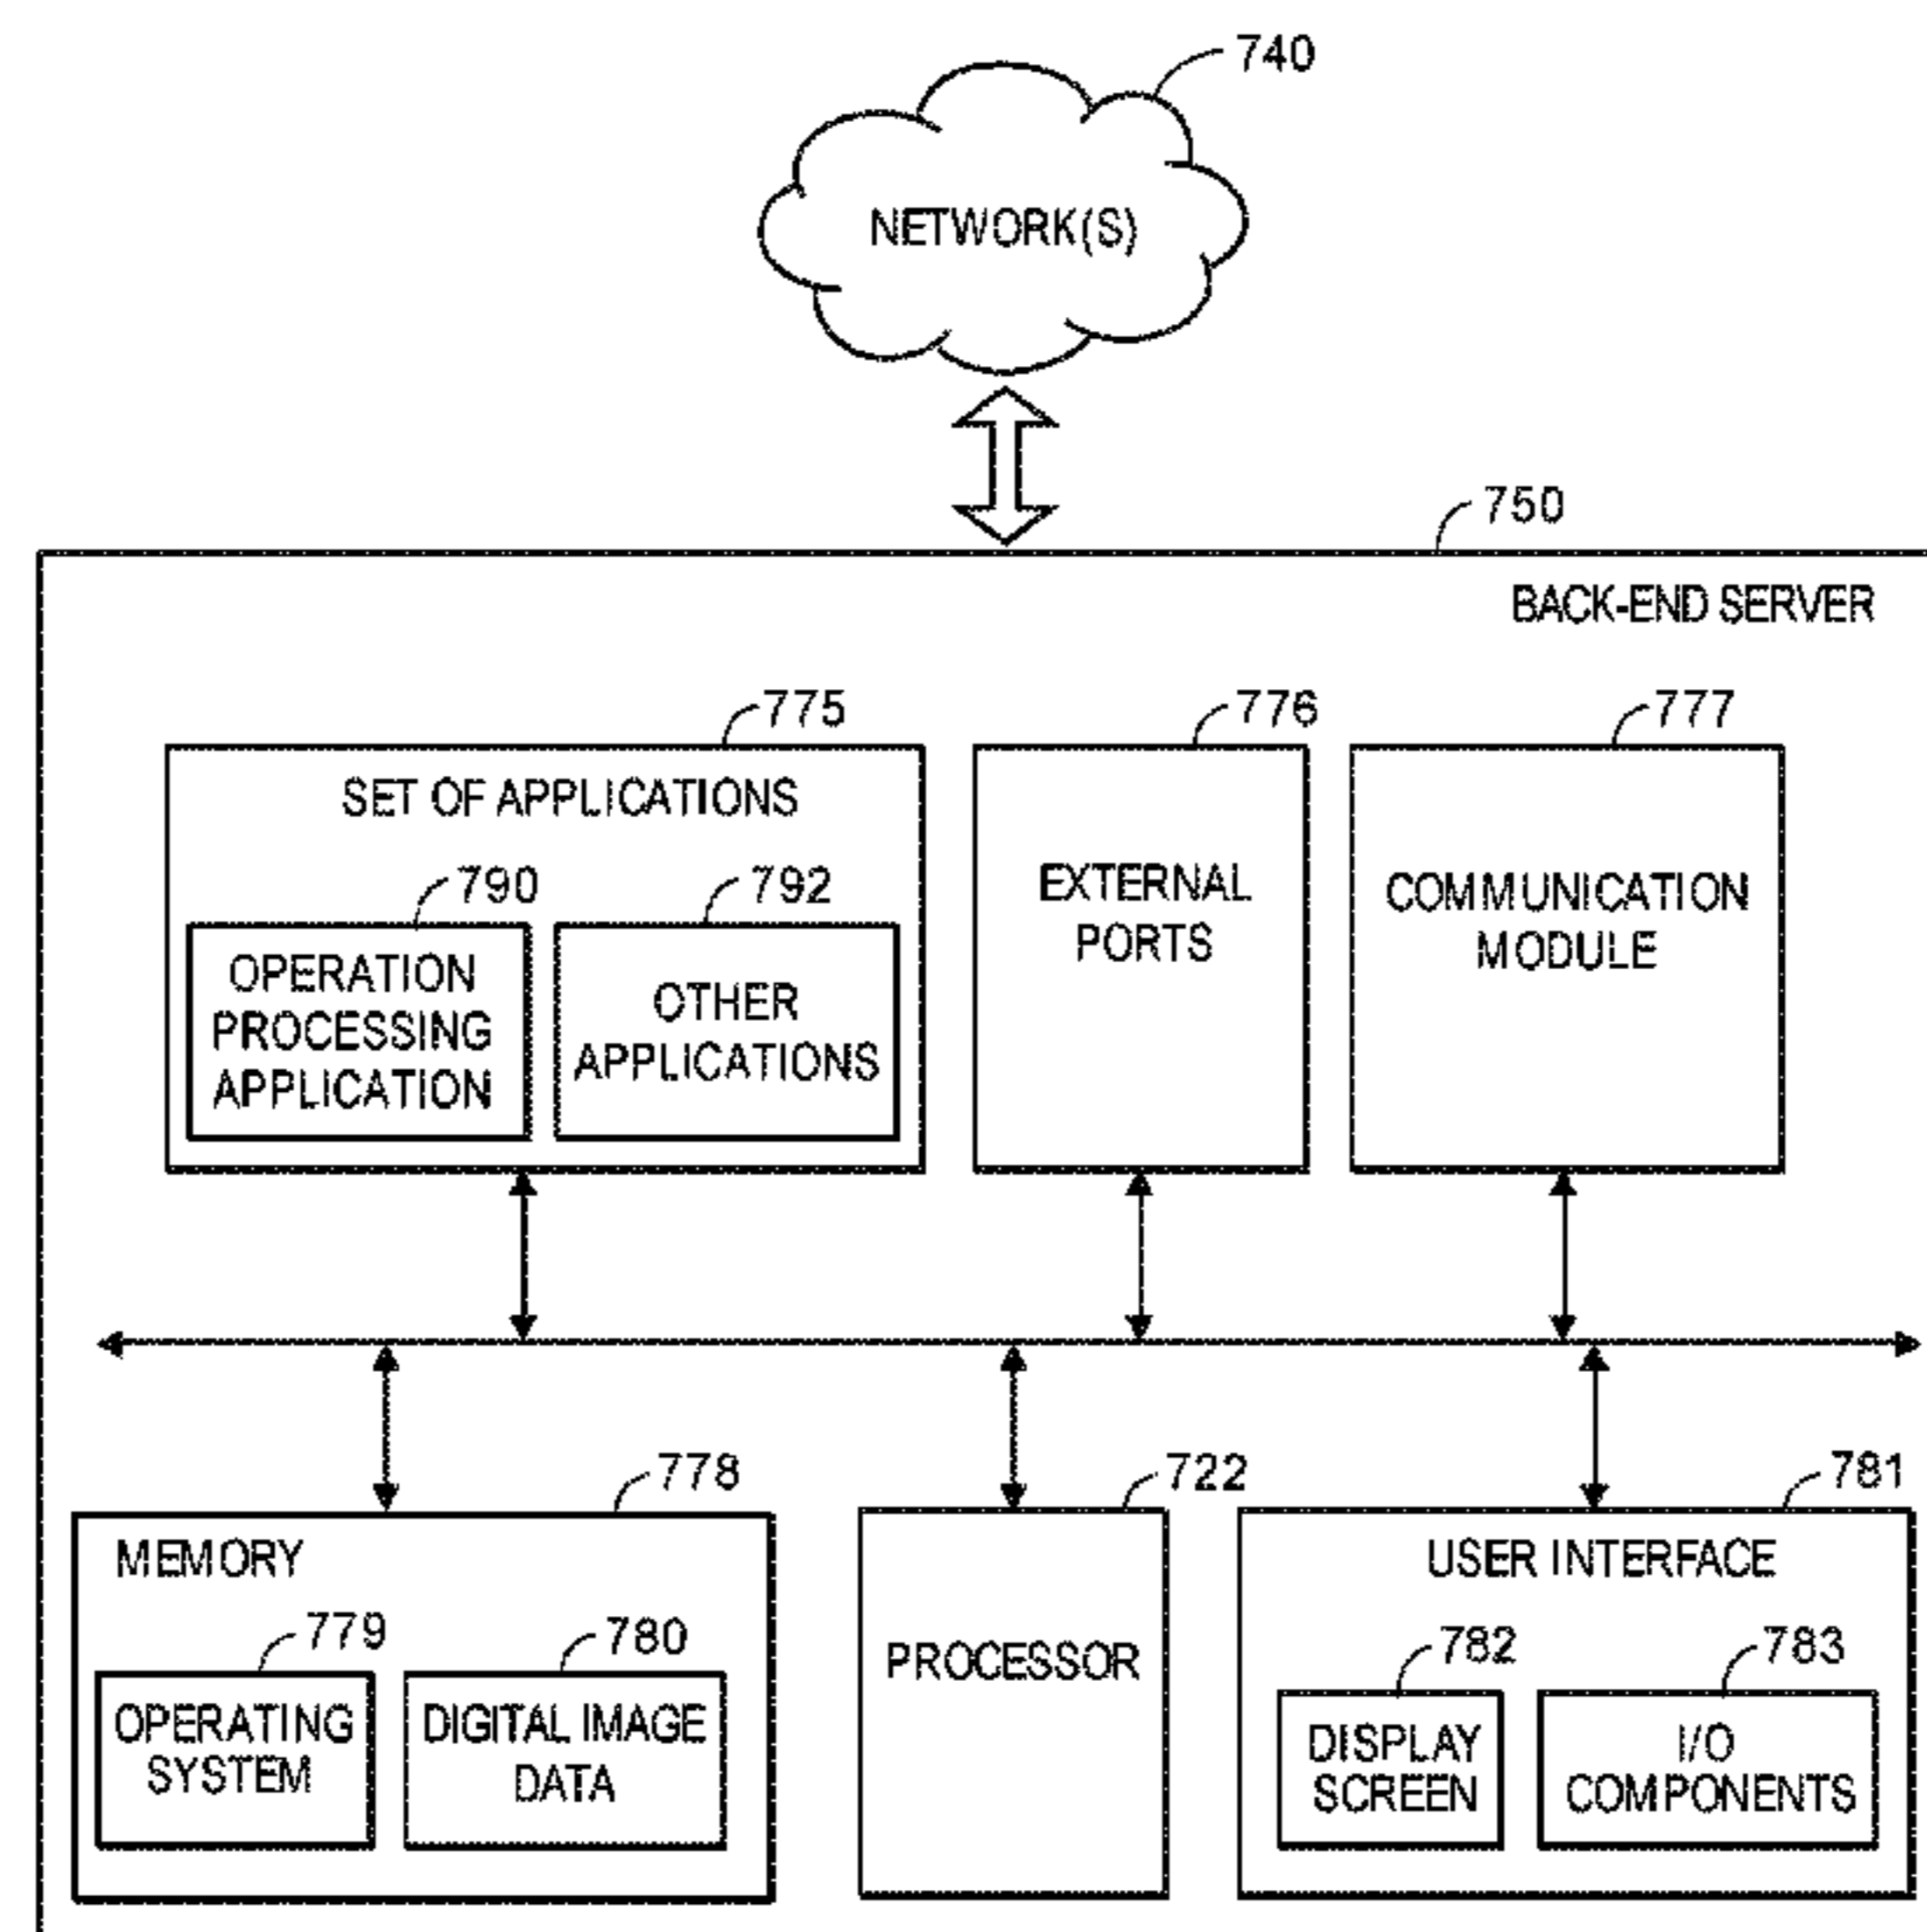 740
NETWORK(S)
750
BACK-END SERVER
775
776
777
SET OF APPLICATIONS
790
792
OPERATION
PROCESSING
APPLICATION
OTHER
APPLICATIONS
EXTERNAL
PORTS
COMMUNICATION
MODULE
778
722
781
MEMORY
779
780
OPERATING
SYSTEM
DIGITAL IMAGE
DATA
PROCESSOR
USER INTERFACE
782
783
DISPLAY
SCREEN
I/O
COMPONENTS